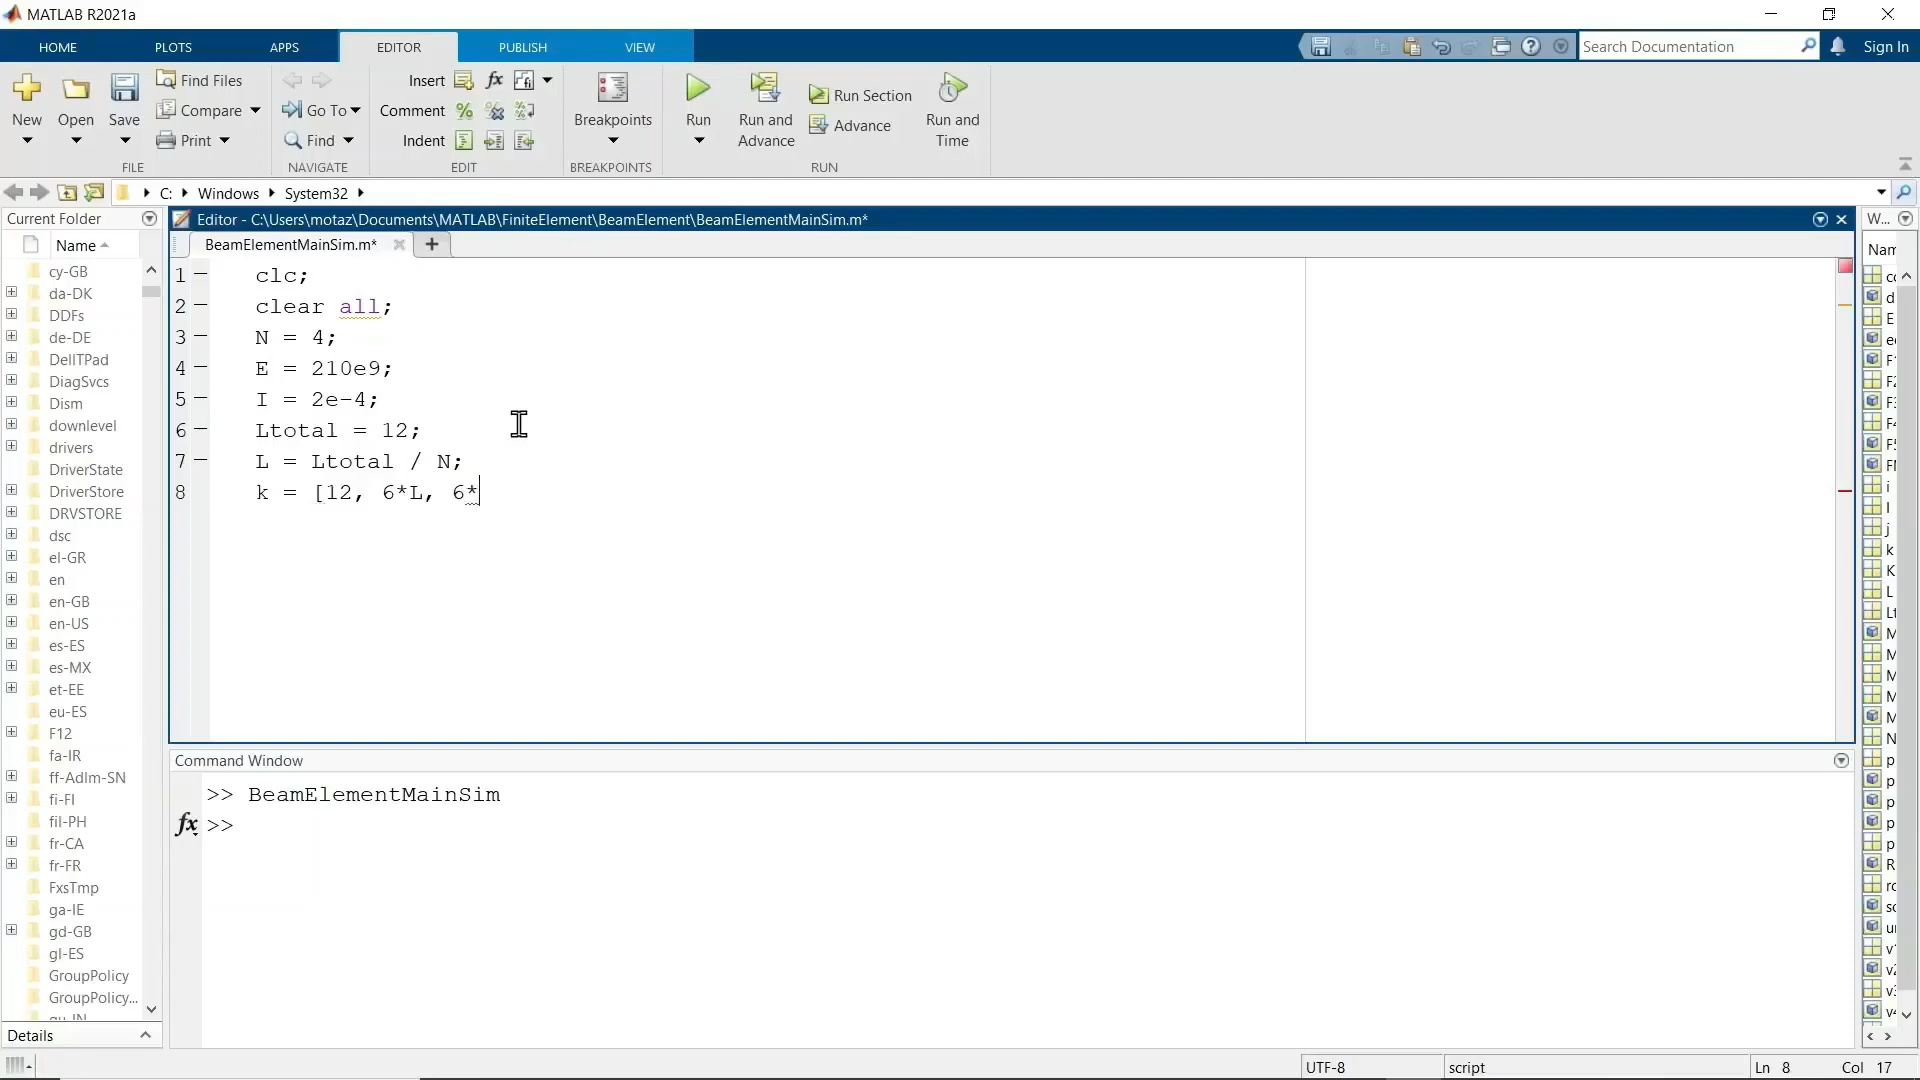 MATLAB R2021a
HOME PLOTS APPS EDITOR PUBLISH VIEW Search Documentation Sign In
New Open Save Find Files Compare Print
FILE
Go To Find
NAVIGATE
Insert fx
Comment
Indent
EDIT
Breakpoints
BREAKPOINTS
Run Run and Advance Run Section Advance Run and Time
RUN
C: Windows System32
Current Folder
Name
cy-GB
da-DK
DDFs
de-DE
DellTPad
DiagSvcs
Dism
downlevel
drivers
DriverState
DriverStore
DRVSTORE
dsc
el-GR
en
en-GB
en-US
es-ES
es-MX
et-EE
eu-ES
F12
fa-IR
ff-Adlm-SN
fi-FI
fil-PH
fr-CA
fr-FR
FxsTmp
ga-IE
gd-GB
gl-ES
GroupPolicy
GroupPolicy...
Details
Editor - C:\Users\motaz\Documents\MATLAB\FiniteElement\BeamElement\BeamElementMainSim.m*
BeamElementMainSim.m*
1 clc;
2 clear all;
3 N = 4;
4 E = 210e9;
5 I = 2e-4;
6 Ltotal = 12;
7 L = Ltotal / N;
8 k = [12, 6*L, 6*
Command Window
>> BeamElementMainSim
fx >>
W...
UTF-8 script Ln 8 Col 17